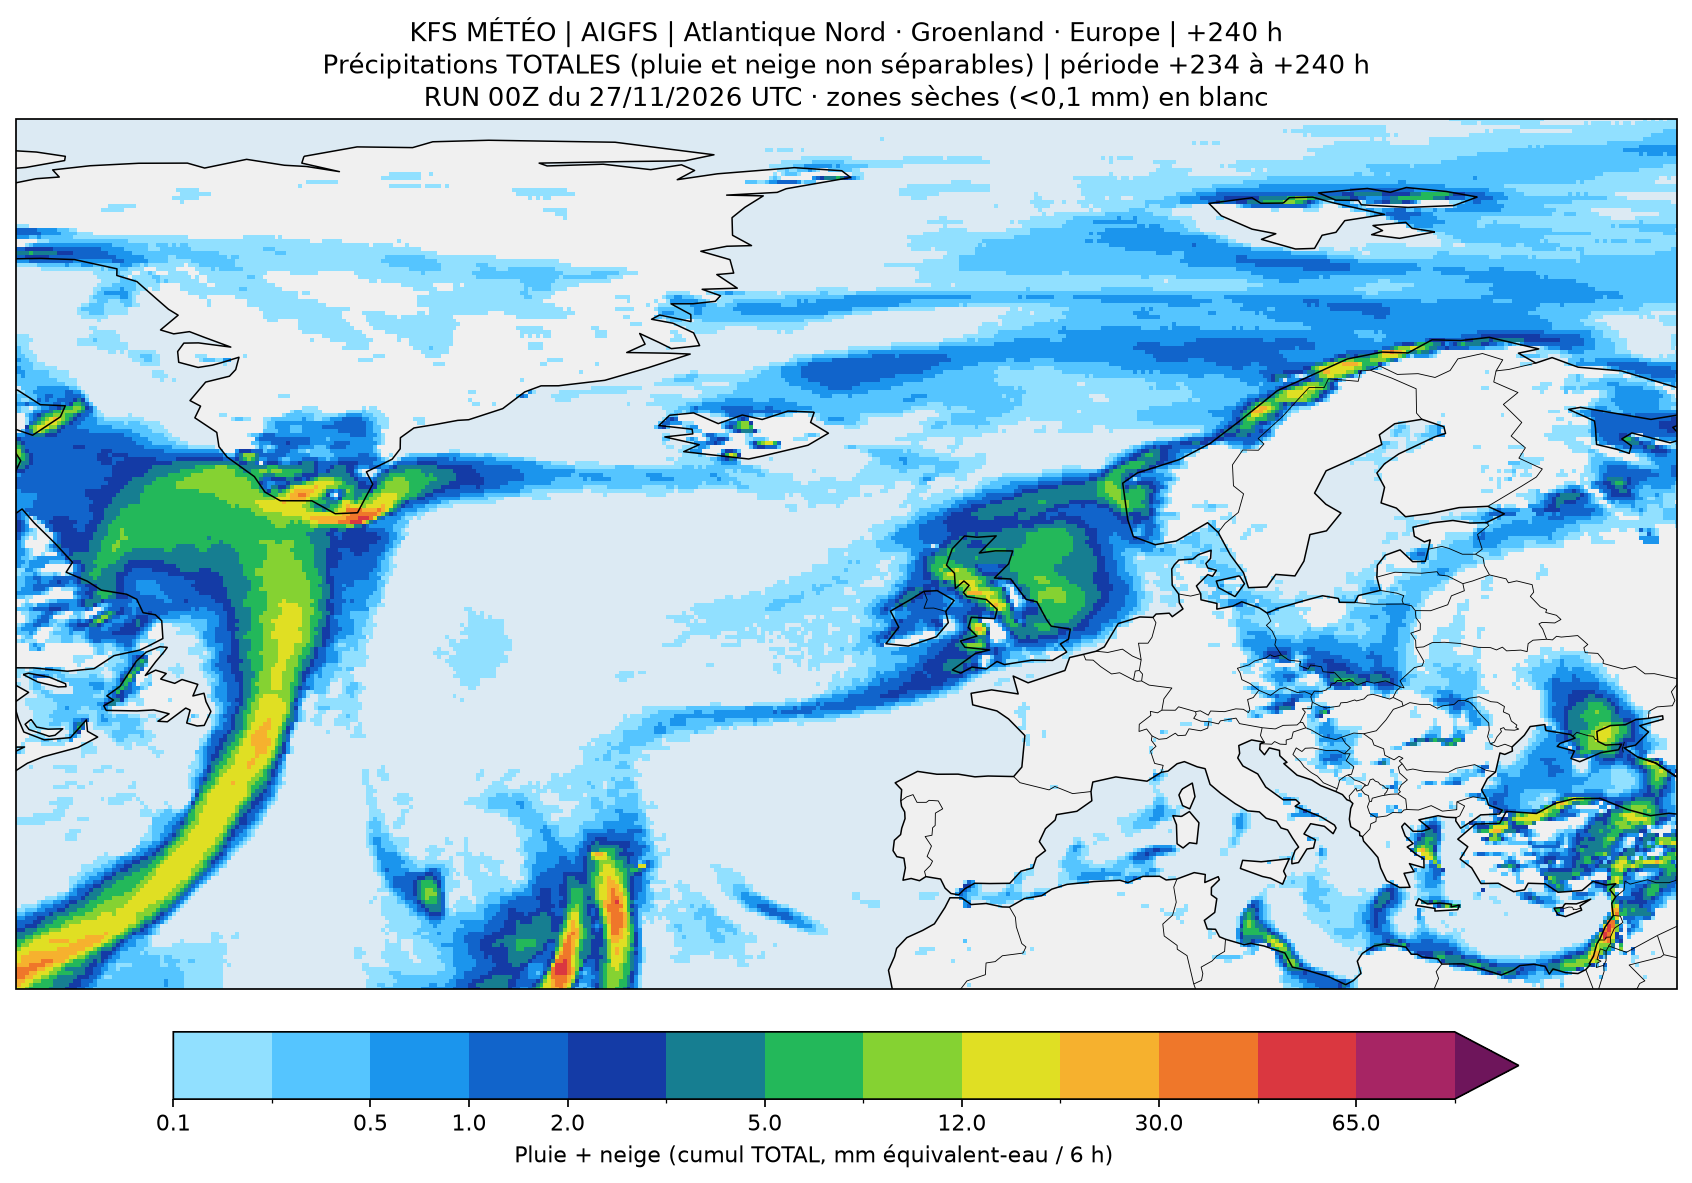 KFS MÉTÉO | AIGFS | Atlantique Nord · Groenland · Europe | +240 h
Précipitations TOTALES (pluie et neige non séparables) | période +234 à +240 h
RUN 00Z du 27/11/2026 UTC · zones sèches (<0,1 mm) en blanc
0.1 0.5 1.0 2.0 5.0 12.0 30.0 65.0
Pluie + neige (cumul TOTAL, mm équivalent-eau / 6 h)